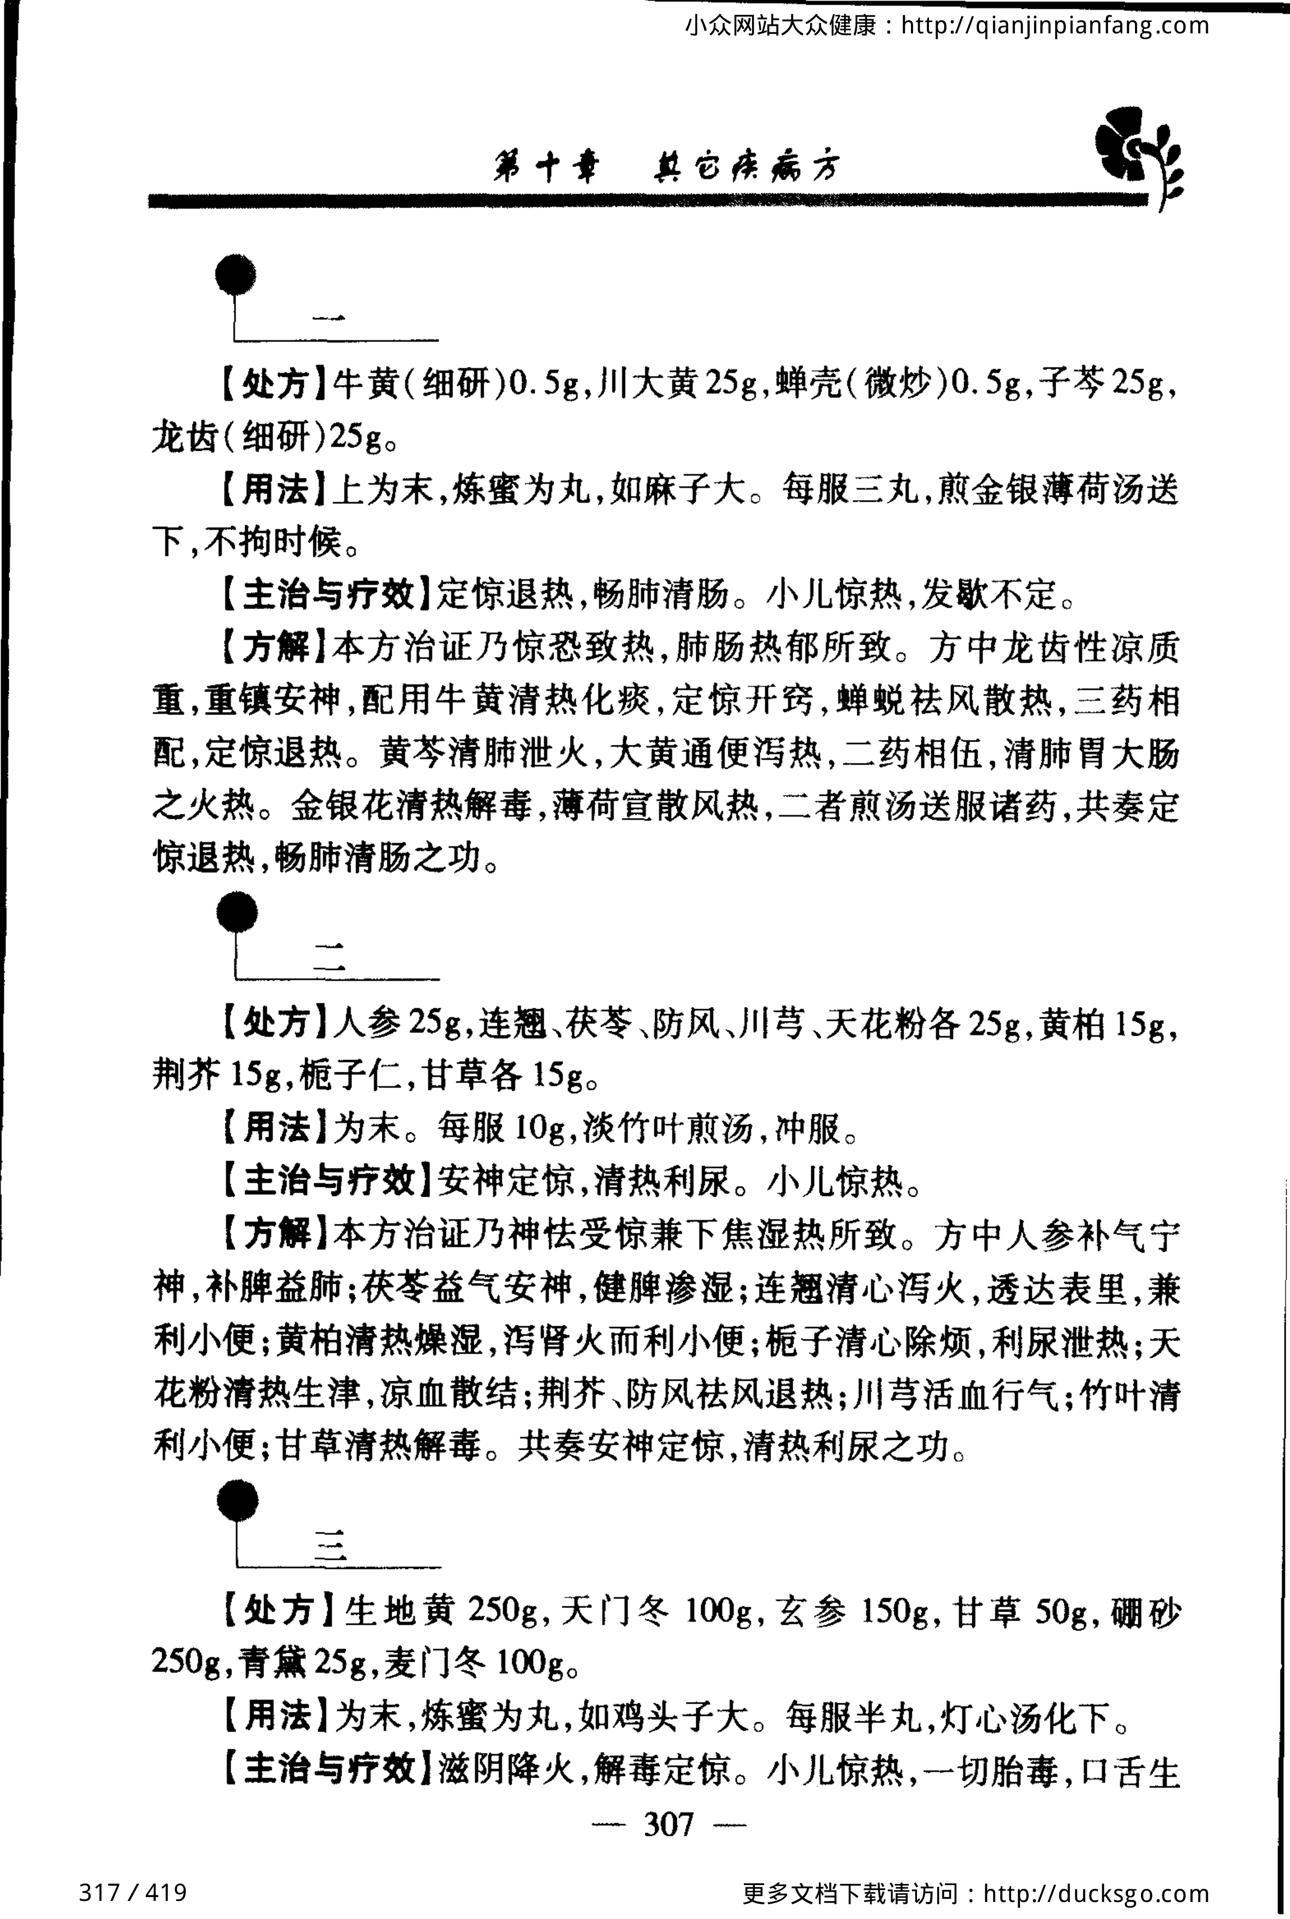 小众网站大众健康：http://qianjinpianfang.com
第十章 其它疾病方
一
【处方】牛黄(细研)0.5g,川大黄25g,蝉壳(微炒)0.5g,子芩25g,
龙齿(细研)25g。
【用法】上为末,炼蜜为丸,如麻子大。每服三丸,煎金银薄荷汤送
下,不拘时候。
【主治与疗效】定惊退热,畅肺清肠。小儿惊热,发歇不定。
【方解】本方治证乃惊恐致热,肺肠热郁所致。方中龙齿性凉质
重,重镇安神,配用牛黄清热化痰,定惊开窍,蝉蜕祛风散热,三药相
配,定惊退热。黄芩清肺泄火,大黄通便泻热,二药相伍,清肺胃大肠
之火热。金银花清热解毒,薄荷宣散风热,二者煎汤送服诸药,共奏定
惊退热,畅肺清肠之功。
二
【处方】人参25g,连翘、茯苓、防风、川芎、天花粉各25g,黄柏15g,
荆芥15g,栀子仁,甘草各15g。
【用法】为末。每服10g,淡竹叶煎汤,冲服。
【主治与疗效】安神定惊,清热利尿。小儿惊热。
【方解】本方治证乃神怯受惊兼下焦湿热所致。方中人参补气宁
神,补脾益肺;茯苓益气安神,健脾渗湿;连翘清心泻火,透达表里,兼
利小便;黄柏清热燥湿,泻肾火而利小便;栀子清心除烦,利尿泄热;天
花粉清热生津,凉血散结;荆芥、防风祛风退热;川芎活血行气;竹叶清
利小便;甘草清热解毒。共奏安神定惊,清热利尿之功。
三
【处方】生地黄250g,天门冬100g,玄参150g,甘草50g,硼砂
250g,青黛25g,麦门冬100g。
【用法】为末,炼蜜为丸,如鸡头子大。每服半丸,灯心汤化下。
【主治与疗效】滋阴降火,解毒定惊。小儿惊热,一切胎毒,口舌生
— 307 —
317 / 419
更多文档下载请访问：http://ducksgo.com